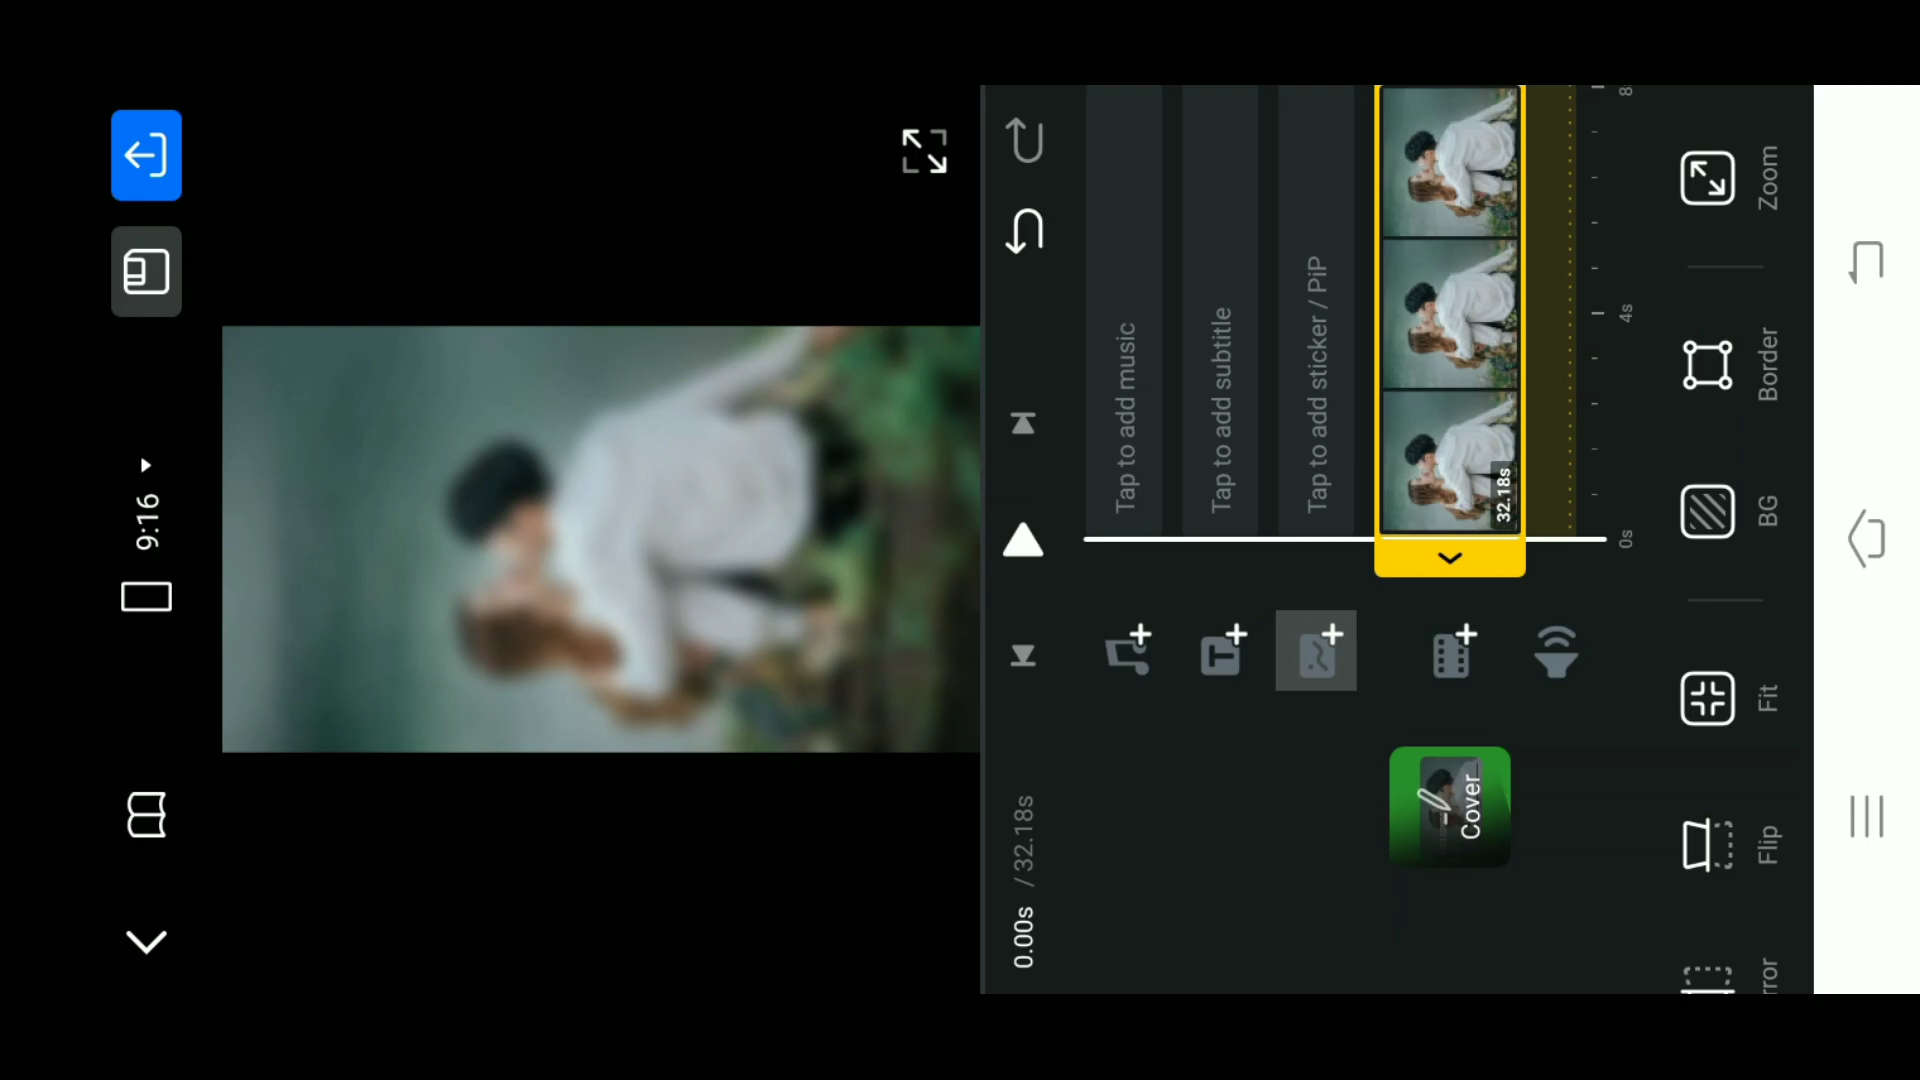 9:16
0.00s / 32.18s
Tap to add music
Tap to add subtitle
Tap to add sticker / PiP
Cover
32.18s
0s
4s
8
Flip
Fit
BG
Border
Zoom